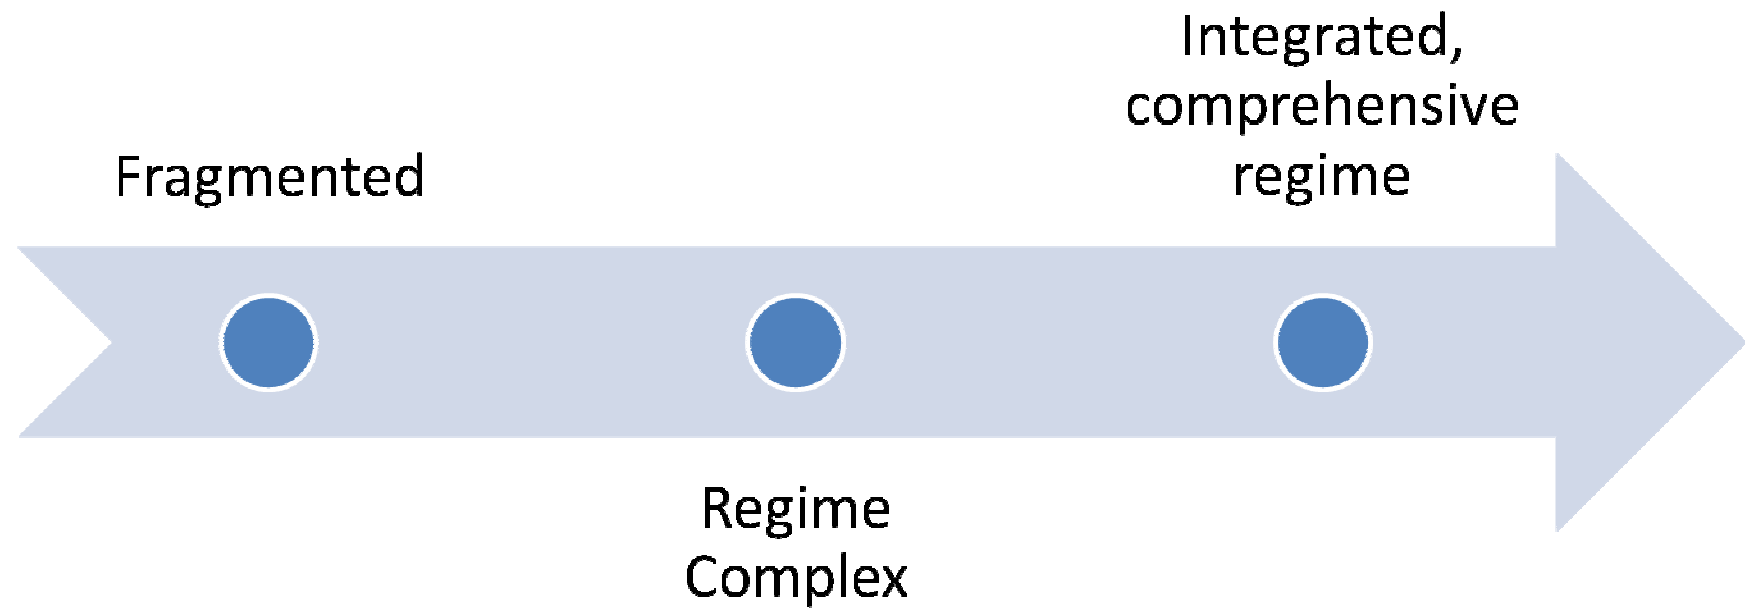 Fragmented
Regime
Complex
Integrated,
comprehensive
regime